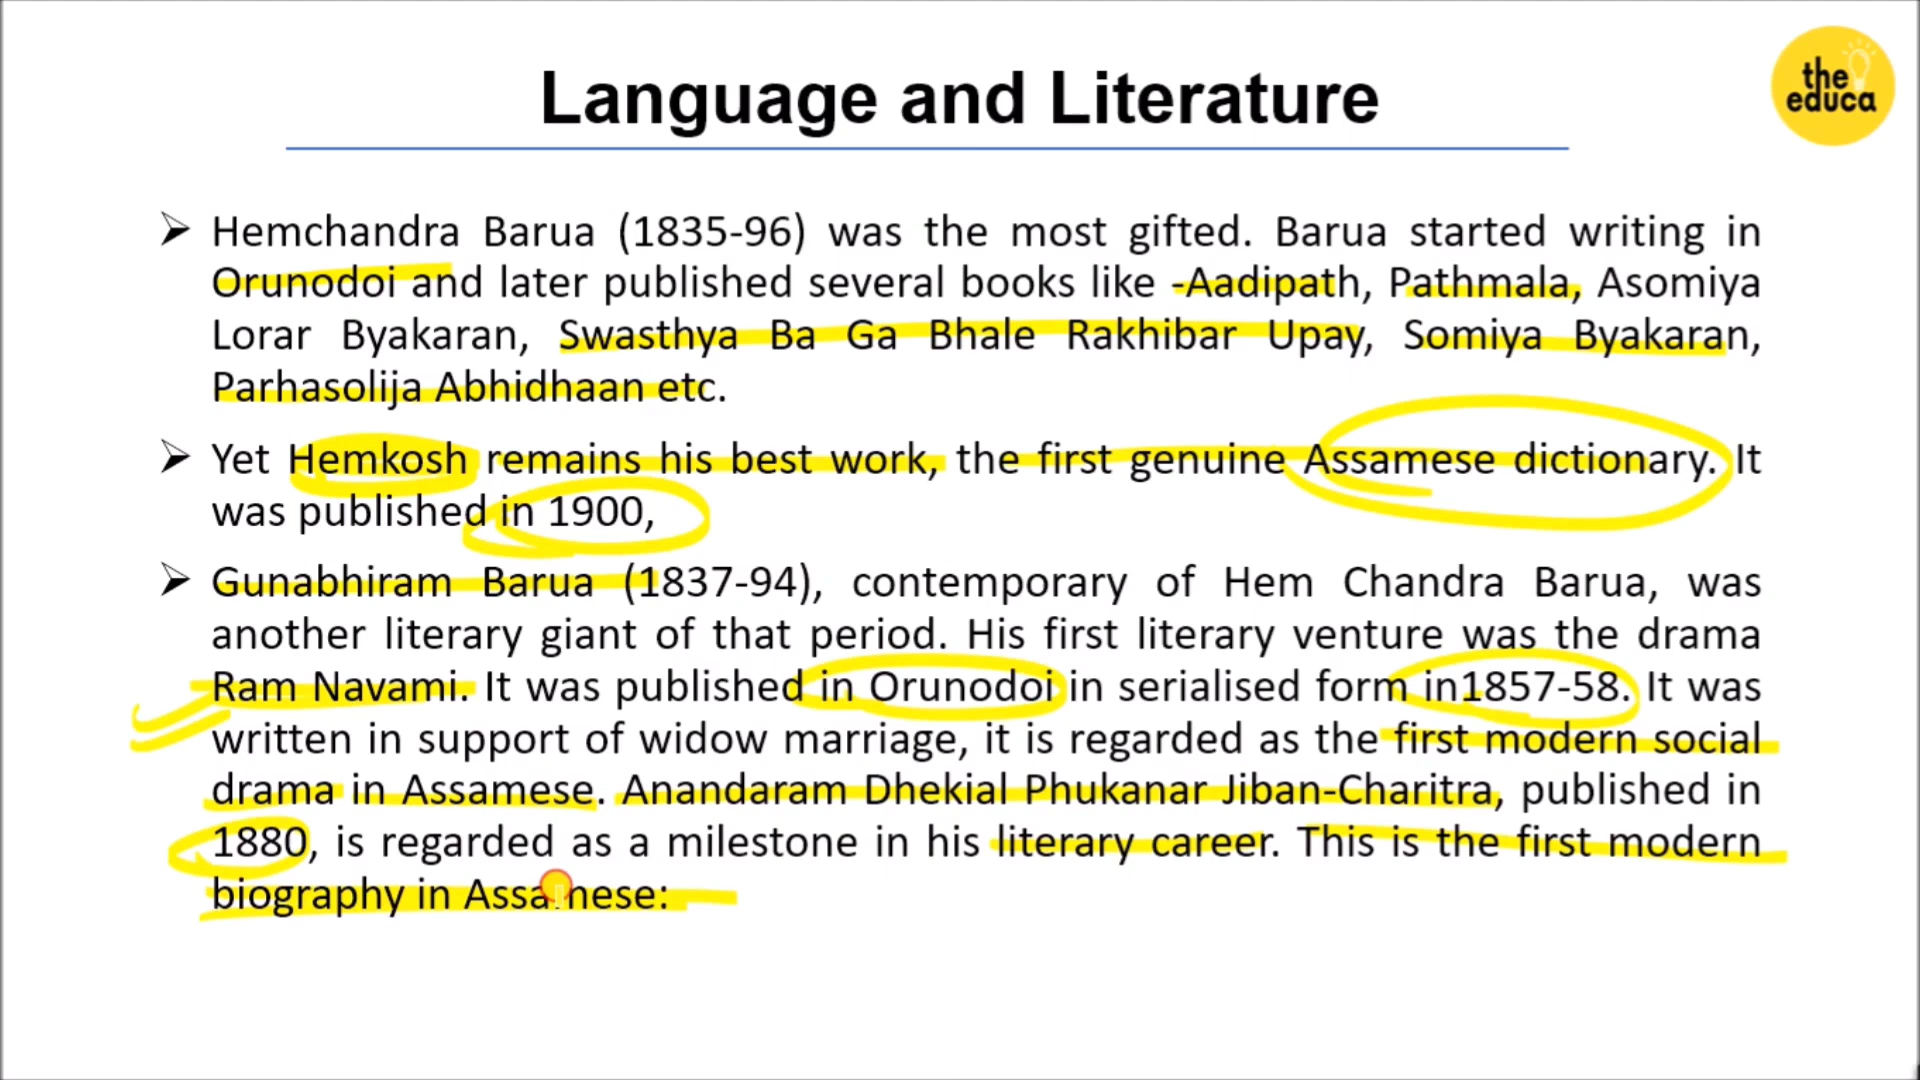 Language and Literature
the
educa
Hemchandra Barua (1835-96) was the most gifted. Barua started writing in
Orunodoi and later published several books like -Aadipath, Pathmala, Asomiya
Lorar Byakaran, Swasthya Ba Ga Bhale Rakhibar Upay, Somiya Byakaran,
Parhasolija Abhidhaan etc.
Yet Hemkosh remains his best work, the first genuine Assamese dictionary. It
was published in 1900,
Gunabhiram Barua (1837-94), contemporary of Hem Chandra Barua, was
another literary giant of that period. His first literary venture was the drama
Ram Navami. It was published in Orunodoi in serialised form in1857-58. It was
written in support of widow marriage, it is regarded as the first modern social
drama in Assamese. Anandaram Dhekial Phukanar Jiban-Charitra, published in
1880, is regarded as a milestone in his literary career. This is the first modern
biography in Assamese: